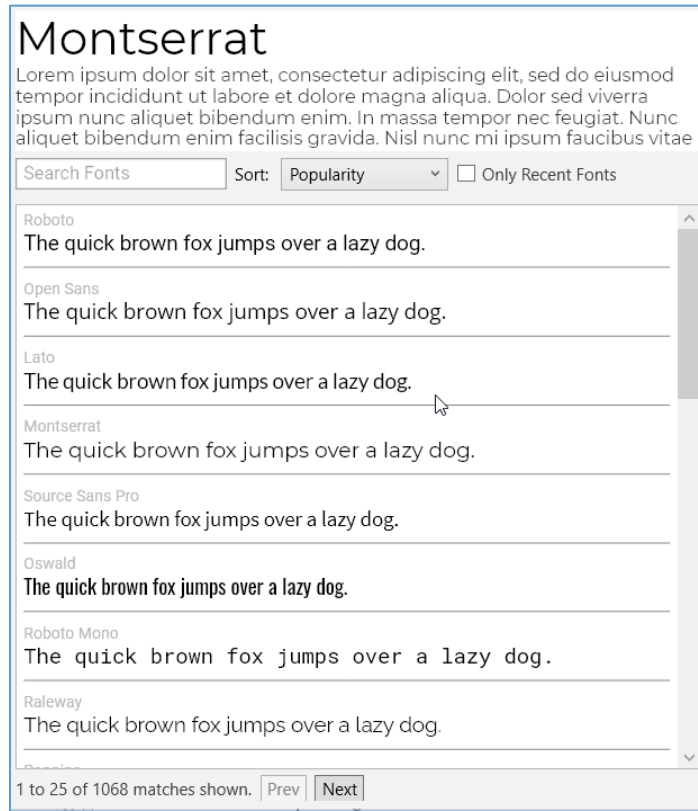 Montserrat
Lorem ipsum dolor sit amet, consectetur adipiscing elit, sed do eiusmod
tempor incididunt ut labore et dolore magna aliqua. Dolor sed viverra
ipsum nunc aliquet bibendum enim. In massa tempor nec feugiat. Nunc
aliquet bibendum enim facilisis gravida. Nisl nunc mi ipsum faucibus vitae
Search Fonts Sort: Popularity Only Recent Fonts
Roboto
The quick brown fox jumps over a lazy dog.
Open Sans
The quick brown fox jumps over a lazy dog.
Lato
The quick brown fox jumps over a lazy dog.
Montserrat
The quick brown fox jumps over a lazy dog.
Source Sans Pro
The quick brown fox jumps over a lazy dog.
Oswald
The quick brown fox jumps over a lazy dog.
Roboto Mono
The quick brown fox jumps over a lazy dog.
Raleway
The quick brown fox jumps over a lazy dog.
1 to 25 of 1068 matches shown. Prev Next